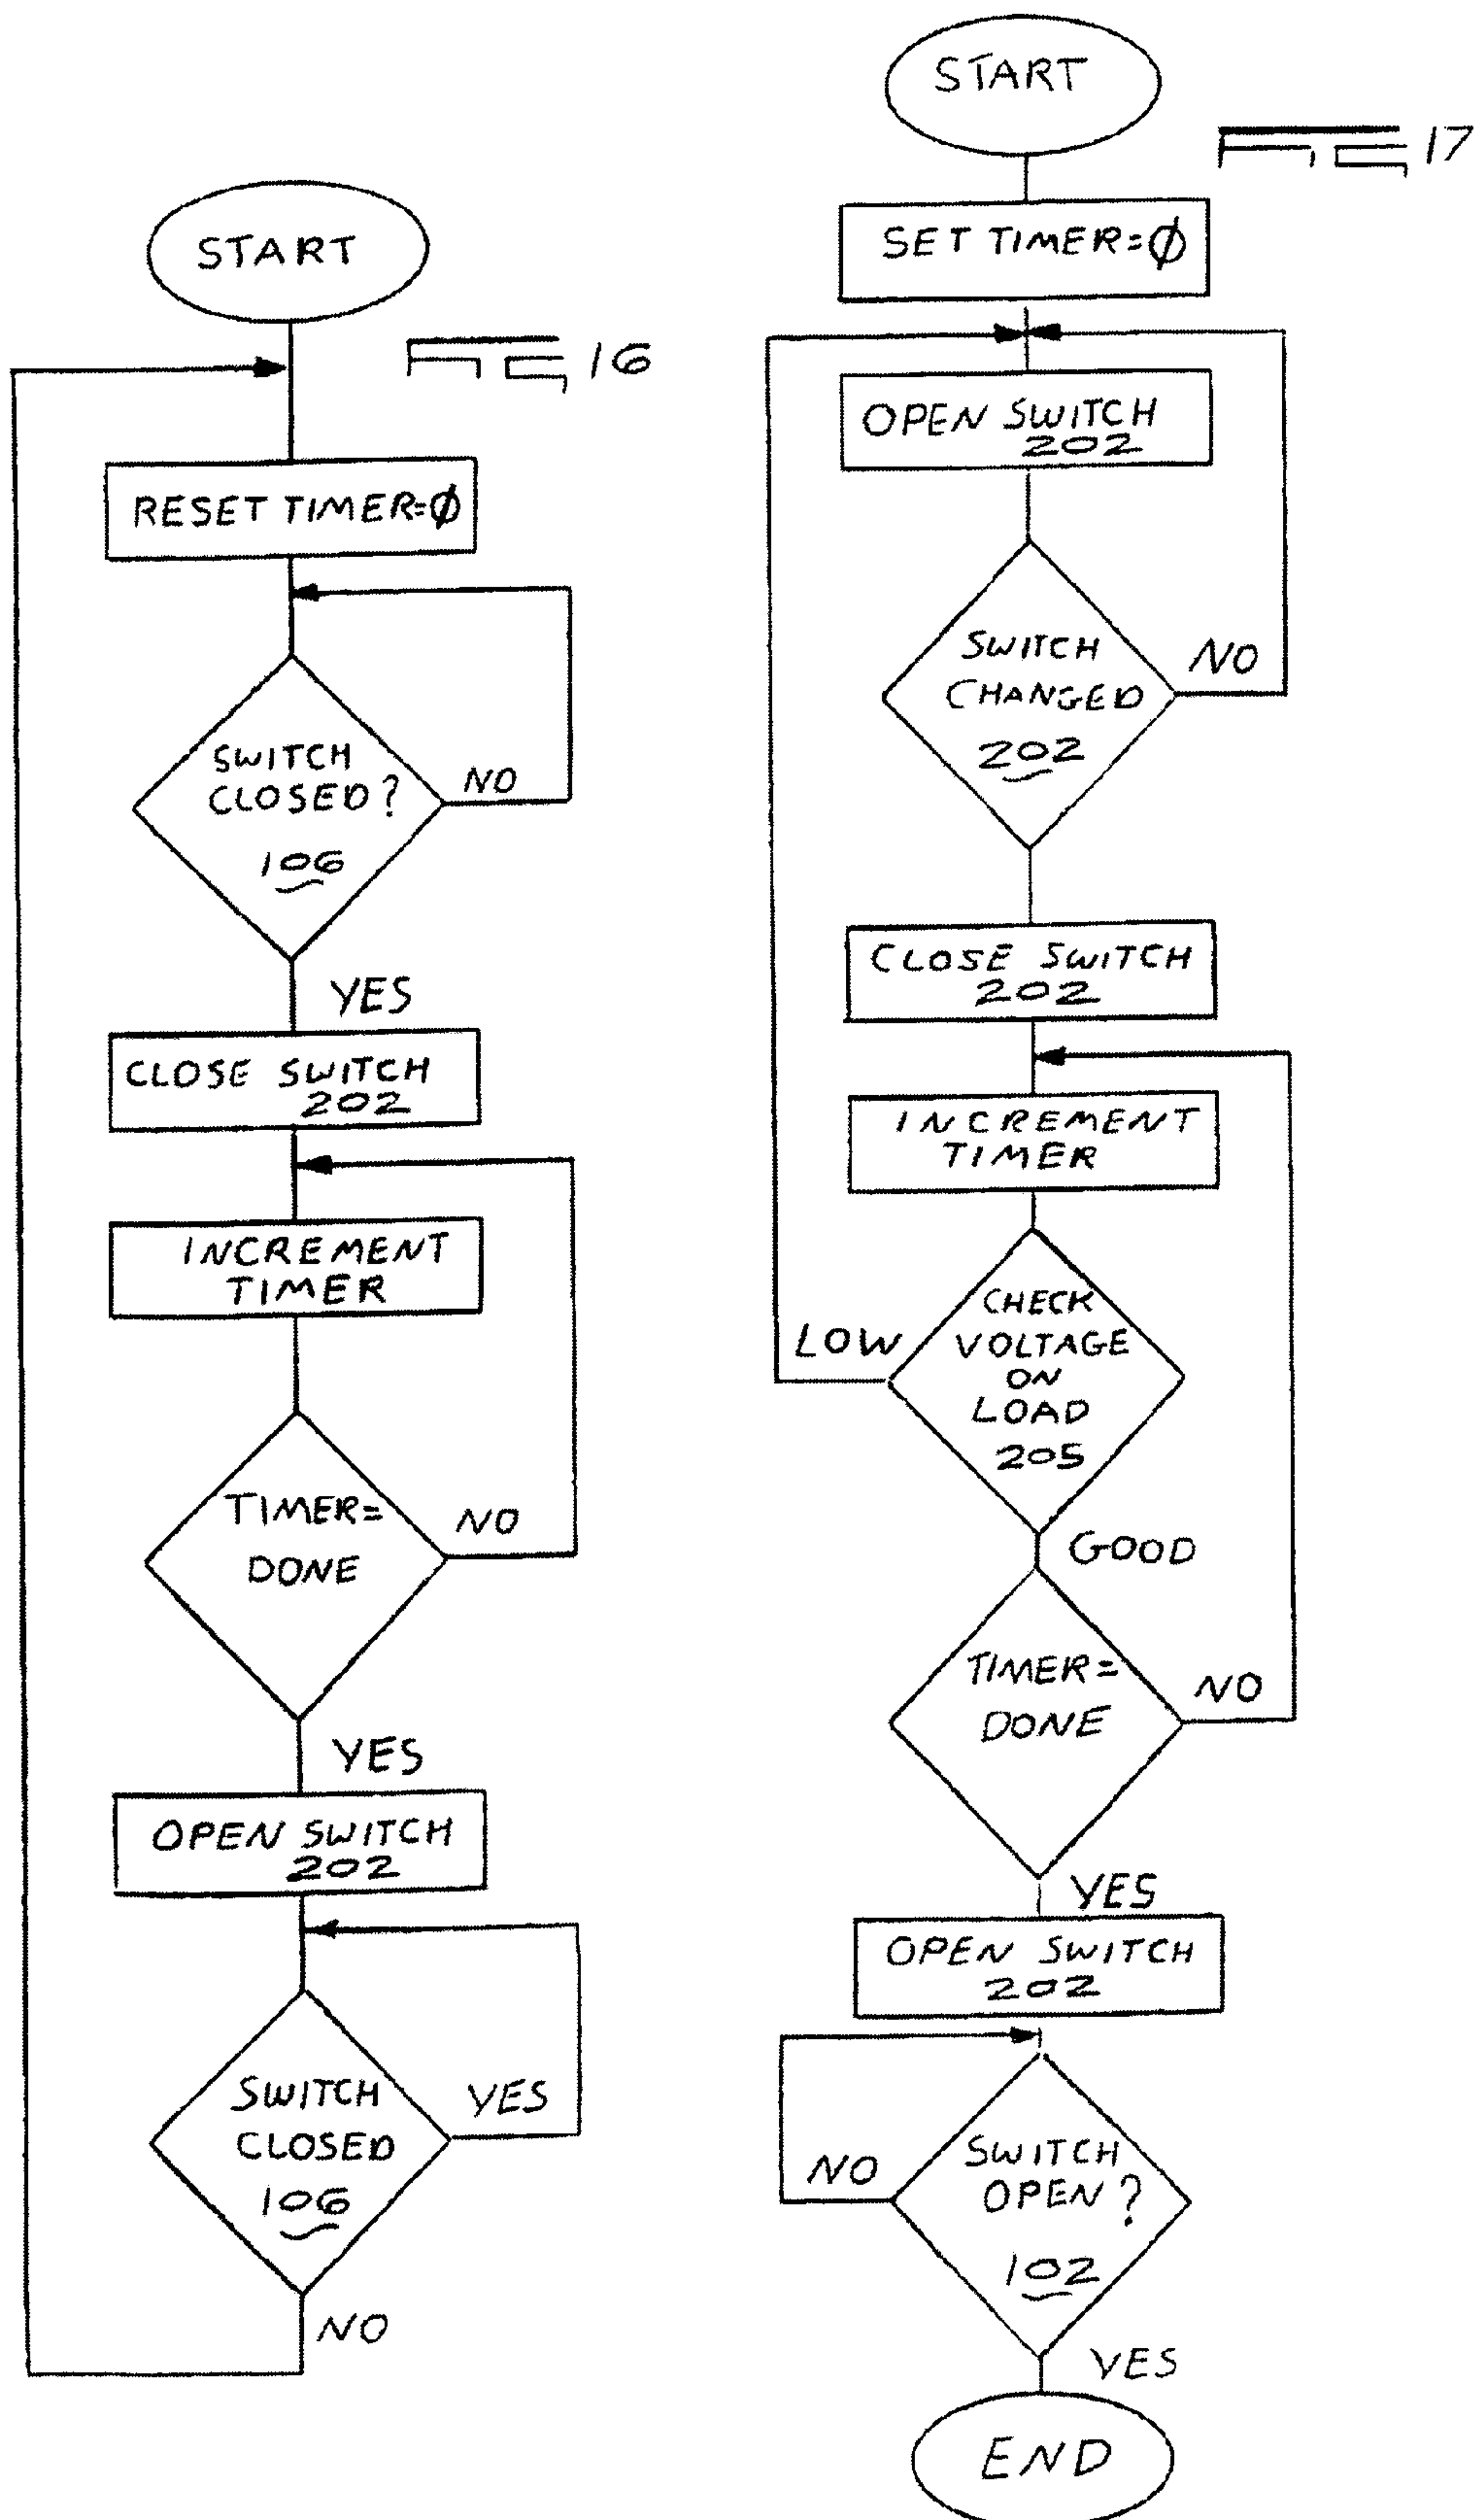 START
FIG 16
RESET TIMER=Ø
SWITCH
CLOSED?
NO
106
YES
CLOSE SWITCH
202
INCREMENT
TIMER
TIMER=
DONE
NO
YES
OPEN SWITCH
202
SWITCH
CLOSED
YES
106
NO
START
FIG 17
SET TIMER=Ø
OPEN SWITCH
202
SWITCH
CHANGED
NO
202
CLOSE SWITCH
202
INCREMENT
TIMER
CHECK
VOLTAGE
ON
LOAD
205
LOW
GOOD
TIMER=
DONE
NO
YES
OPEN SWITCH
202
SWITCH
OPEN?
NO
102
YES
END